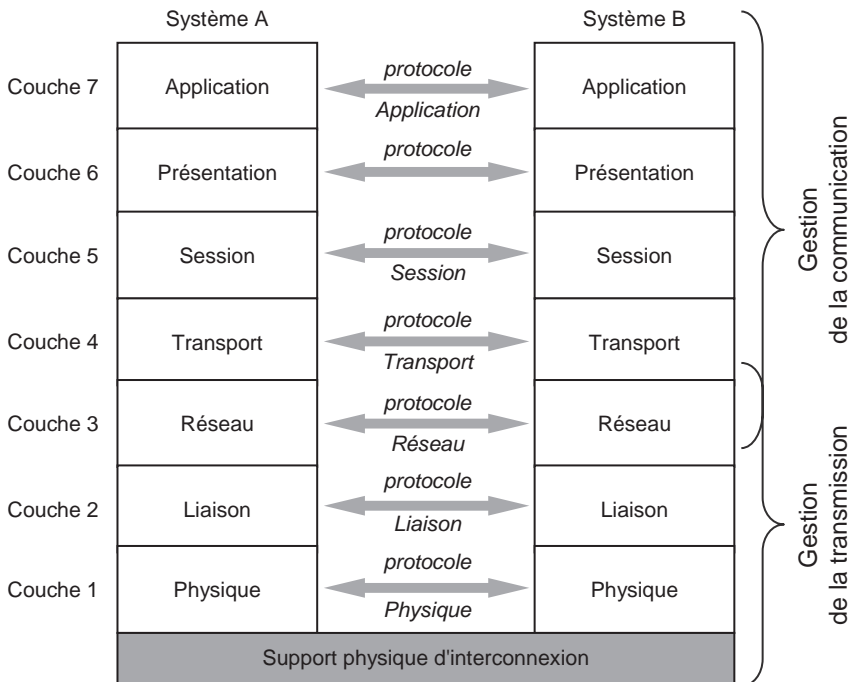 Système A
Système B
Couche 7
Application
protocole
Application
Application
Couche 6
Présentation
protocole
Présentation
Couche 5
Session
protocole
Session
Session
Couche 4
Transport
protocole
Transport
Transport
Couche 3
Réseau
protocole
Réseau
Réseau
Couche 2
Liaison
protocole
Liaison
Liaison
Couche 1
Physique
protocole
Physique
Physique
Support physique d'interconnexion
Gestion
de la communication
Gestion
de la transmission